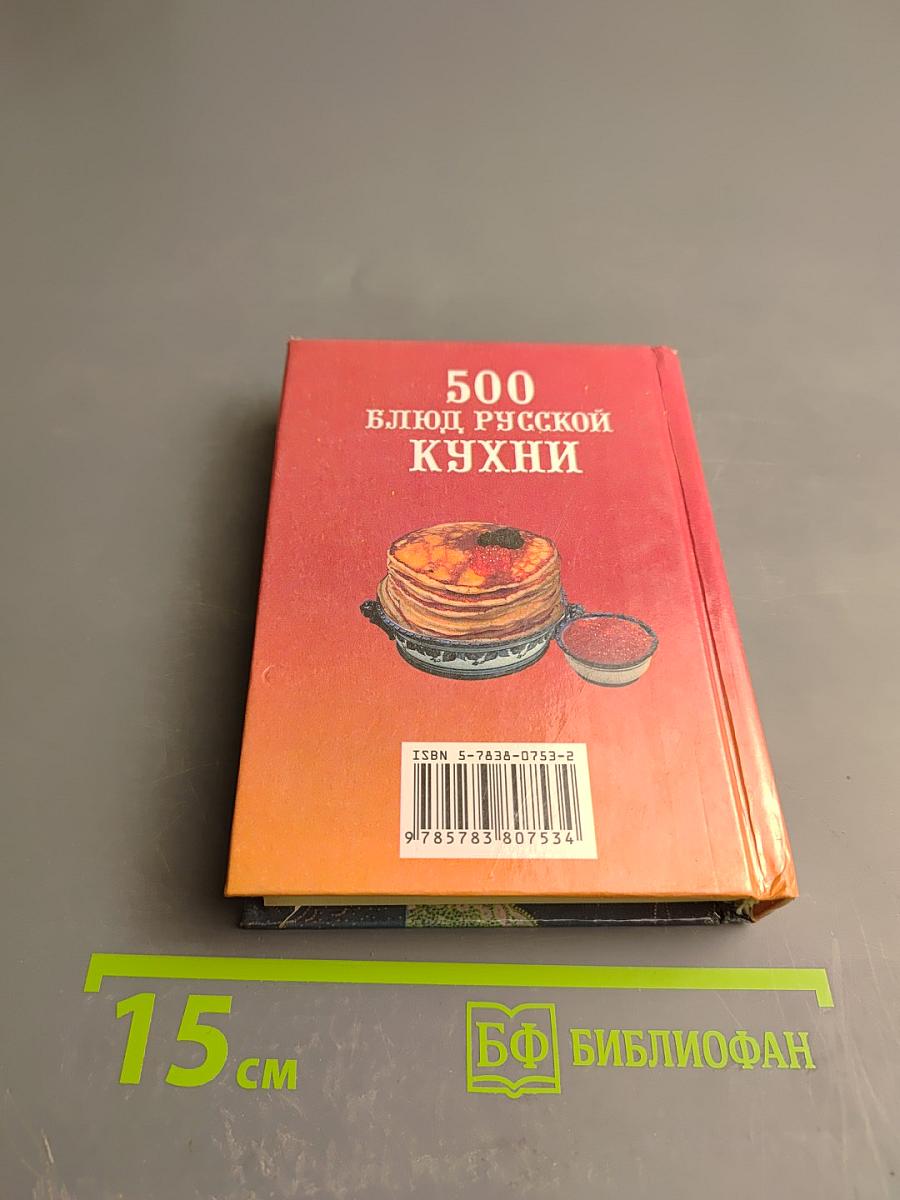 500
БЛЮД РУССКОЙ
КУХНИ
ISBN 5-7838-0753-2
9 785783 807534
15 см
БФ БИБЛИОФАН